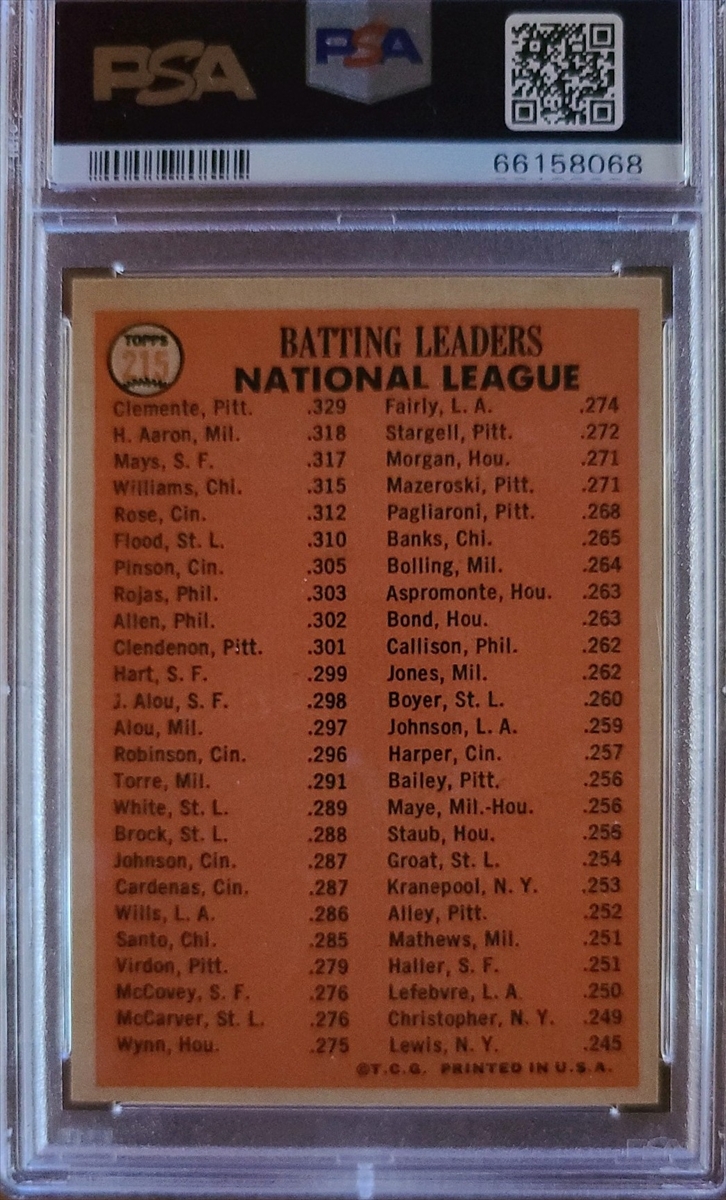 PSA PSA
66158068
TOPPS
215
BATTING LEADERS
NATIONAL LEAGUE
Clemente, Pitt. .329 Fairly, L. A. .274
H. Aaron, Mil. .318 Stargell, Pitt. .272
Mays, S. F. .317 Morgan, Hou. .271
Williams, Chi. .315 Mazeroski, Pitt. .271
Rose, Cin. .312 Pagliaroni, Pitt. .268
Flood, St. L. .310 Banks, Chi. .265
Pinson, Cin. .305 Bolling, Mil. .264
Rojas, Phil. .303 Aspromonte, Hou. .263
Allen, Phil. .302 Bond, Hou. .263
Clendenon, Pitt. .301 Callison, Phil. .262
Hart, S. F. .299 Jones, Mil. .262
J. Alou, S. F. .298 Boyer, St. L. .260
Alou, Mil. .297 Johnson, L. A. .259
Robinson, Cin. .296 Harper, Cin. .257
Torre, Mil. .291 Bailey, Pitt. .256
White, St. L. .289 Maye, Mil.-Hou. .256
Brock, St. L. .288 Staub, Hou. .256
Johnson, Cin. .287 Groat, St. L. .254
Cardenas, Cin. .287 Kranepool, N. Y. .253
Wills, L. A. .286 Alley, Pitt. .252
Santo, Chi. .285 Mathews, Mil. .251
Virdon, Pitt. .279 Haller, S. F. .251
McCovey, S. F. .276 Lefebvre, L. A. .250
McCarver, St. L. .276 Christopher, N. Y. .249
Wynn, Hou. .275 Lewis, N. Y. .245
©T.C.G. PRINTED IN U.S.A.
PSA